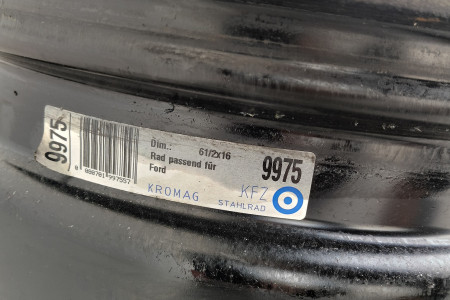 9975
Dim.: 61/2x16
Rad passend für
Ford
9975
KROMAG
KFZ
STAHLRAD